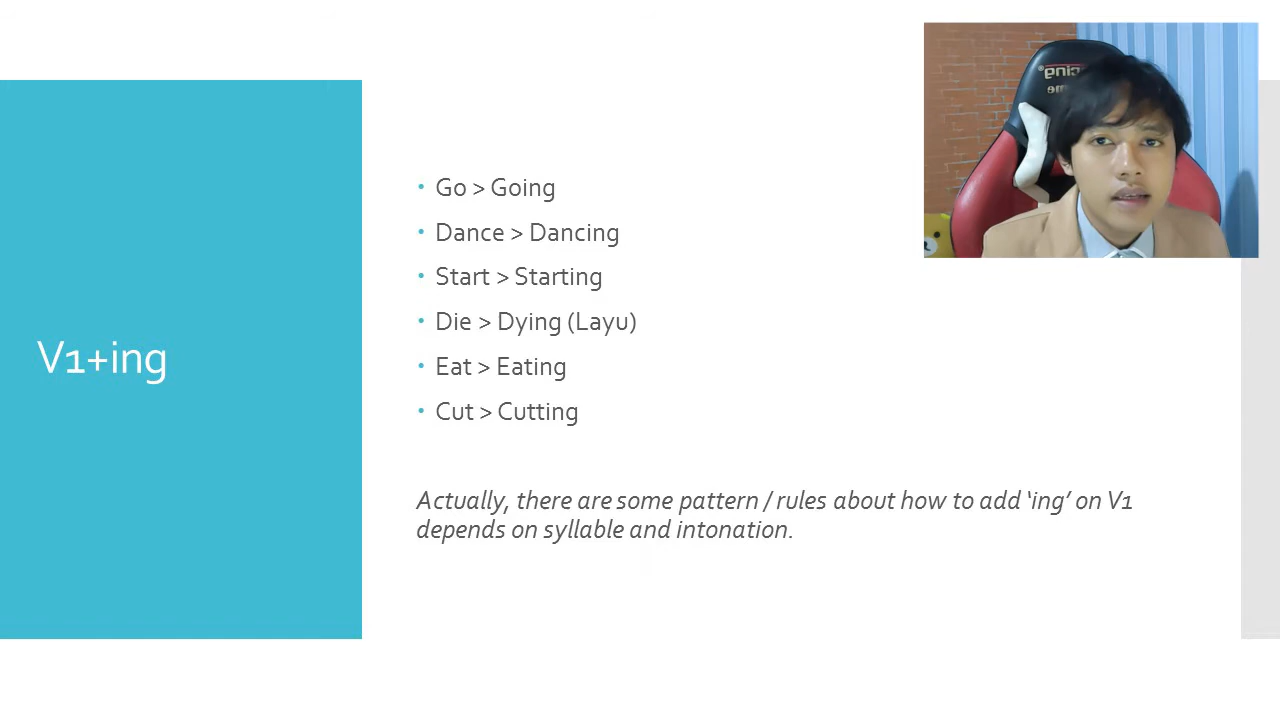 V1+ing
Go > Going
Dance > Dancing
Start > Starting
Die > Dying (Layu)
Eat > Eating
Cut > Cutting
Actually, there are some pattern / rules about how to add ‘ing’ on V1
depends on syllable and intonation.